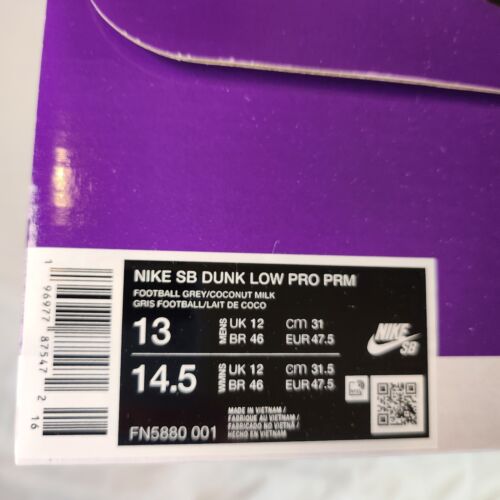 NIKE SB DUNK LOW PRO PRM
FOOTBALL GREY/COCONUT MILK
GRIS FOOTBALL/LAIT DE COCO
13 MENS UK 12 cm 31
BR 46 EUR 47.5
14.5 WMNS UK 12 cm 31.5
BR 46 EUR 47.5
NIKE
SB
MADE IN VIETNAM /
FABRIQUE AU VIETNAM /
FABRICADO NO VIETNAM /
HECHO EN VIETNAM
FN5880 001
1 96977 87547 2 16